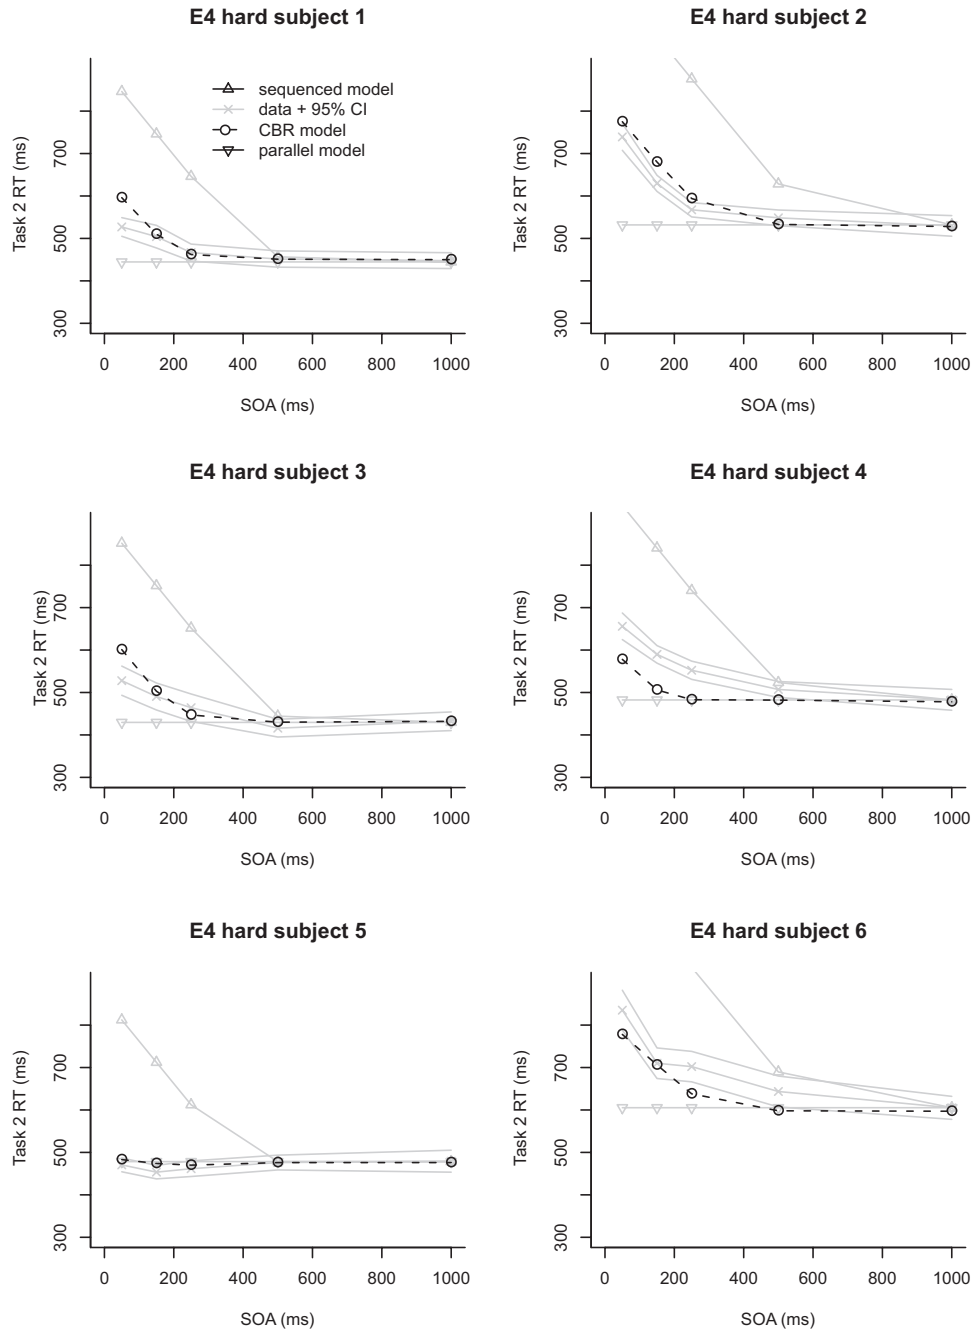 E4 hard subject 1
sequenced model
data + 95% CI
CBR model
parallel model
Task 2 RT (ms)
700
500
300
0 200 400 600 800 1000
SOA (ms)
E4 hard subject 2
Task 2 RT (ms)
700
500
300
0 200 400 600 800 1000
SOA (ms)
E4 hard subject 3
Task 2 RT (ms)
700
500
300
0 200 400 600 800 1000
SOA (ms)
E4 hard subject 4
Task 2 RT (ms)
700
500
300
0 200 400 600 800 1000
SOA (ms)
E4 hard subject 5
Task 2 RT (ms)
700
500
300
0 200 400 600 800 1000
SOA (ms)
E4 hard subject 6
Task 2 RT (ms)
700
500
300
0 200 400 600 800 1000
SOA (ms)